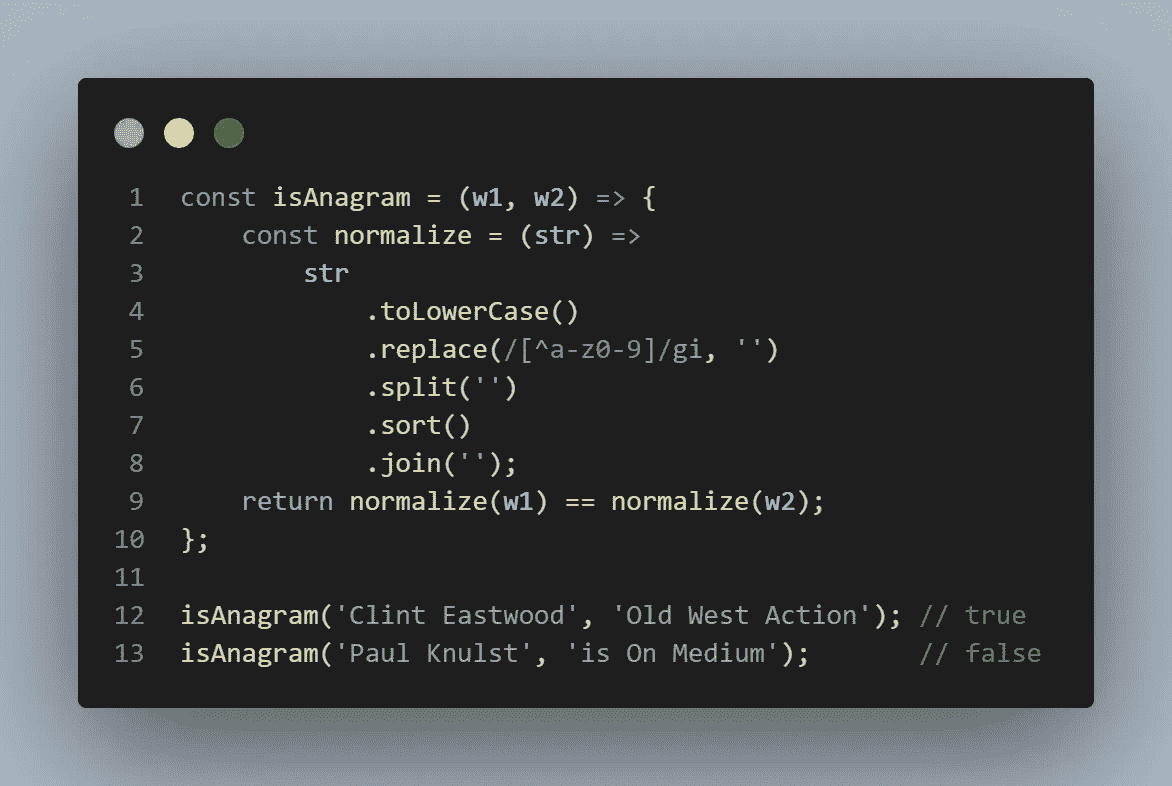 1 const isAnagram = (w1, w2) => {
2     const normalize = (str) =>
3         str
4             .toLowerCase()
5             .replace(/[^a-z0-9]/gi, '')
6             .split('')
7             .sort()
8             .join('');
9     return normalize(w1) == normalize(w2);
10 };
11
12 isAnagram('Clint Eastwood', 'Old West Action'); // true
13 isAnagram('Paul Knulst', 'is On Medium');       // false